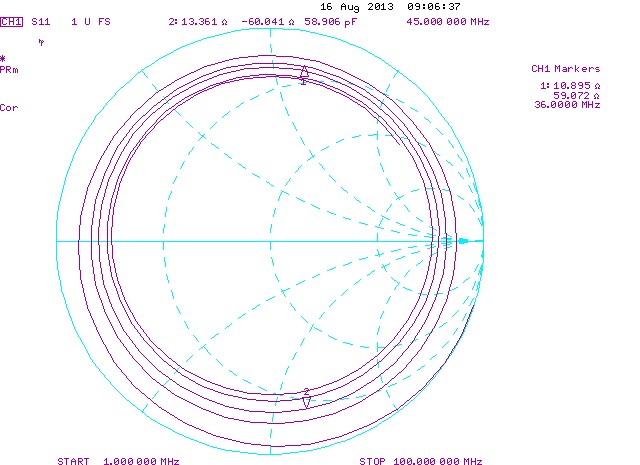 16 Aug 2013 09:06:37
CH1 S11 1 U FS 2: 13.361 Ω -60.041 Ω 58.906 pF 45.000 000 MHz
*
PRm
Cor
CH1 Markers
1: 10.895 Ω
59.072 Ω
36.0000 MHz
1
2
START 1.000 000 MHz STOP 100.000 000 MHz